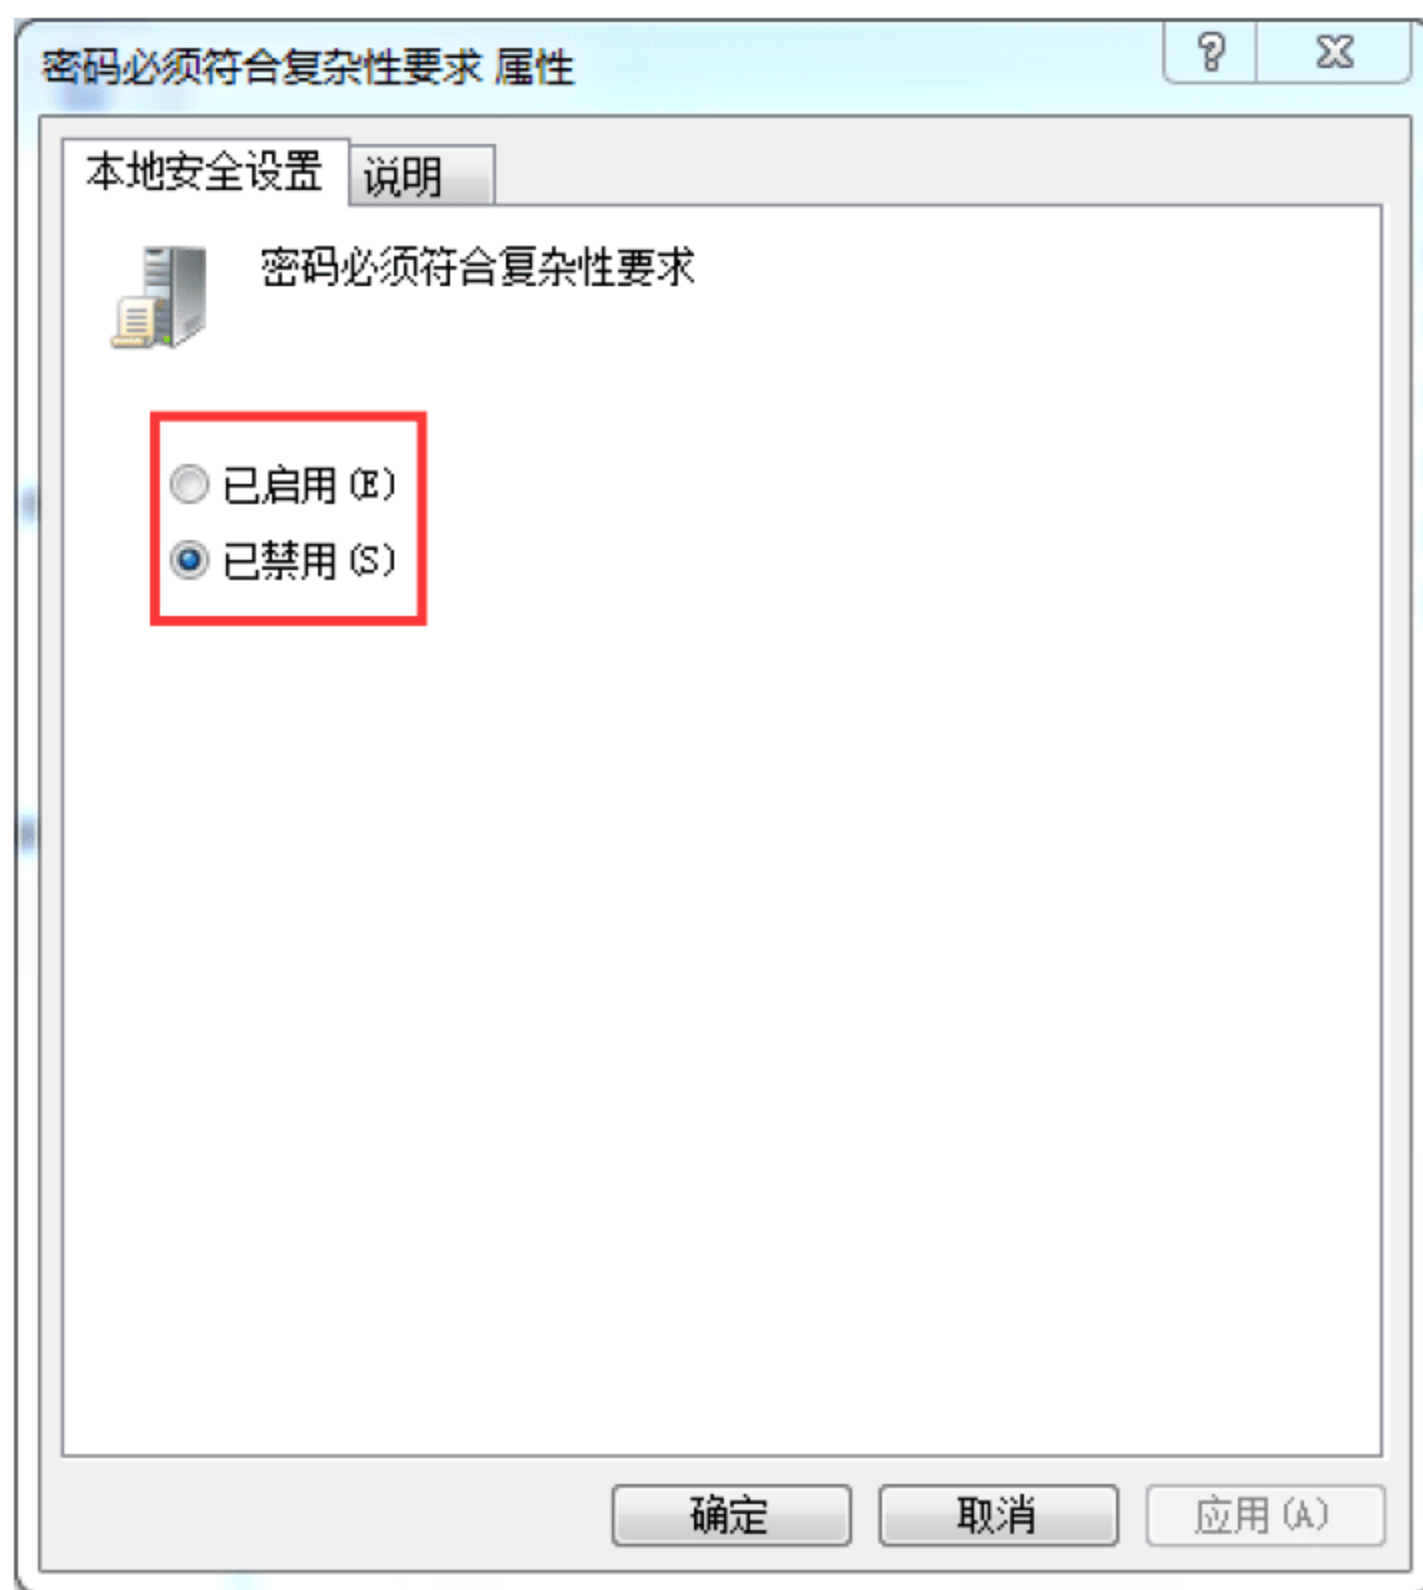 密码必须符合复杂性要求 属性
本地安全设置 说明
密码必须符合复杂性要求
已启用(E)
已禁用(S)
确定 取消 应用(A)